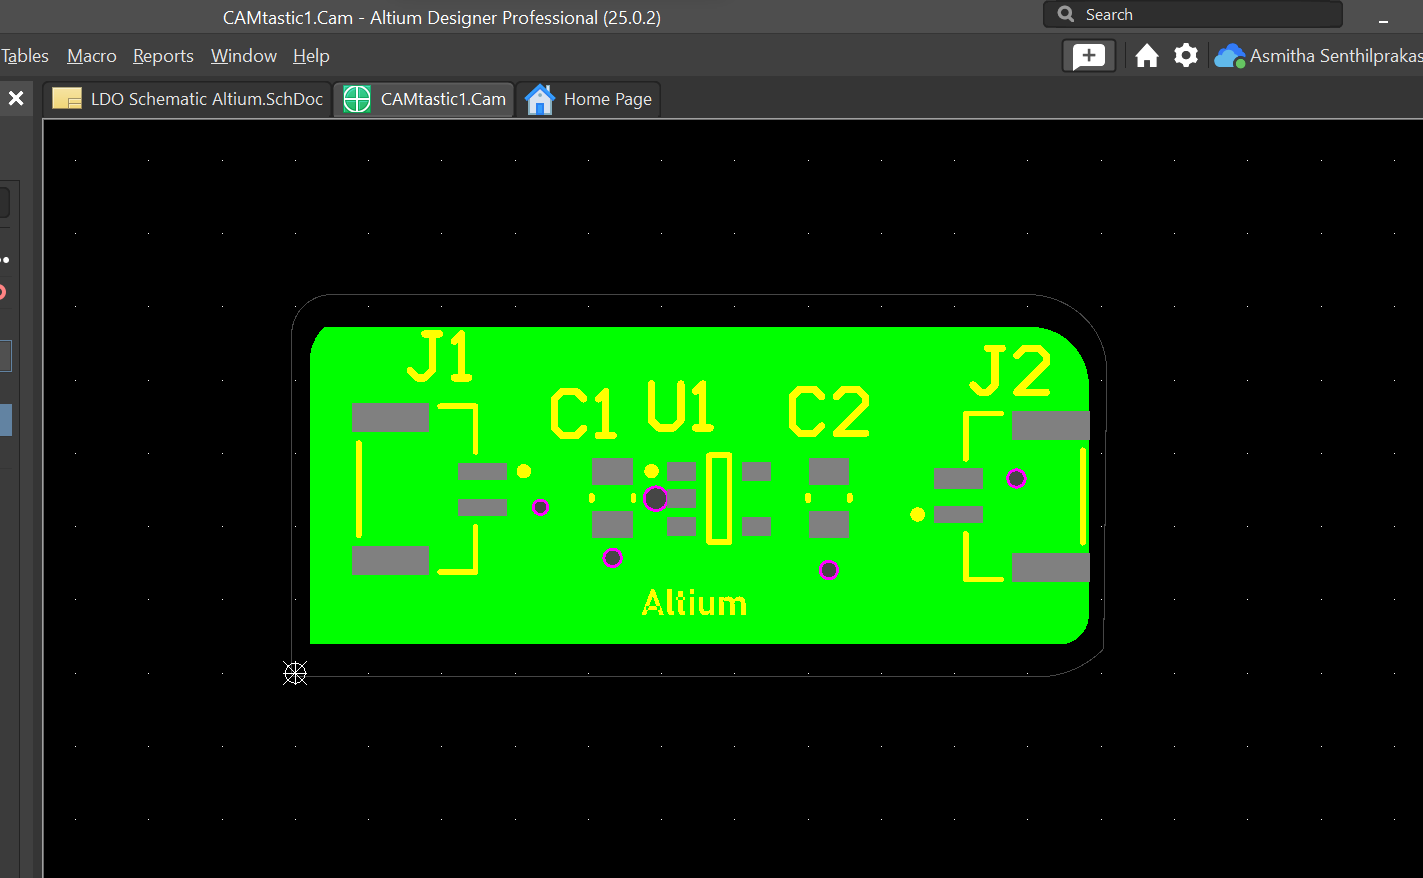 CAMtastic1.Cam - Altium Designer Professional (25.0.2)
Search
Tables Macro Reports Window Help
Asmitha Senthilprakas
LDO Schematic Altium.SchDoc CAMtastic1.Cam Home Page
J1
J2
C1 U1 C2
Altium